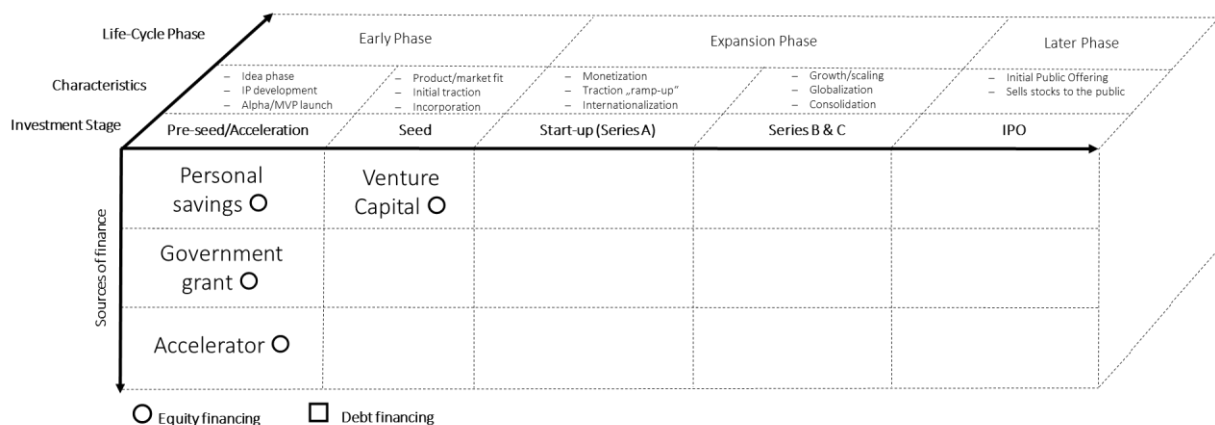 Life-Cycle Phase
Early Phase
Expansion Phase
Later Phase
Characteristics
– Idea phase
– IP development
– Alpha/MVP launch
– Product/market fit
– Initial traction
– Incorporation
– Monetization
– Traction „ramp-up“
– Internationalization
– Growth/scaling
– Globalization
– Consolidation
– Initial Public Offering
– Sells stocks to the public
Investment Stage
Pre-seed/Acceleration
Seed
Start-up (Series A)
Series B & C
IPO
Sources of finance
Personal
savings
Venture
Capital
Government
grant
Accelerator
Equity financing
Debt financing